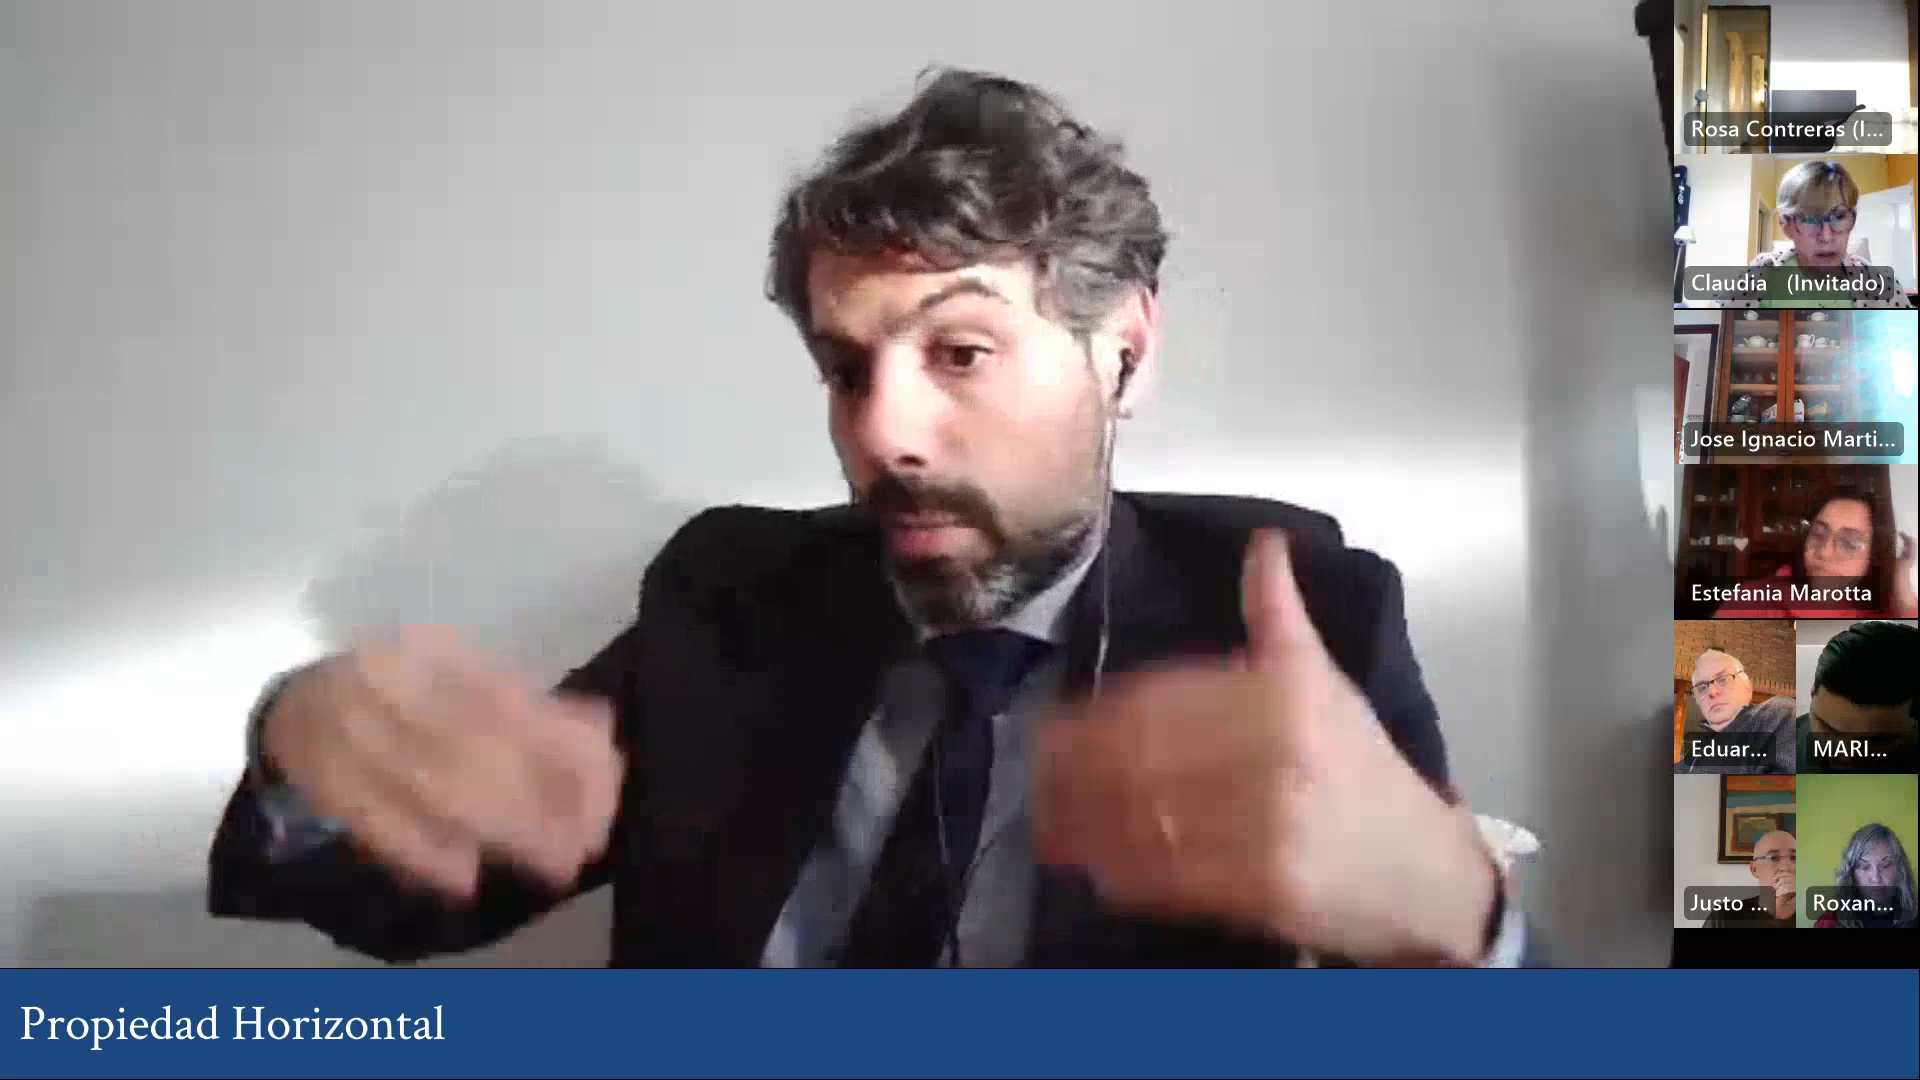 Rosa Contreras (I...
Claudia (Invitado)
Jose Ignacio Marti...
Estefania Marotta
Eduar...
MARI...
Justo ...
Roxan...
Propiedad Horizontal